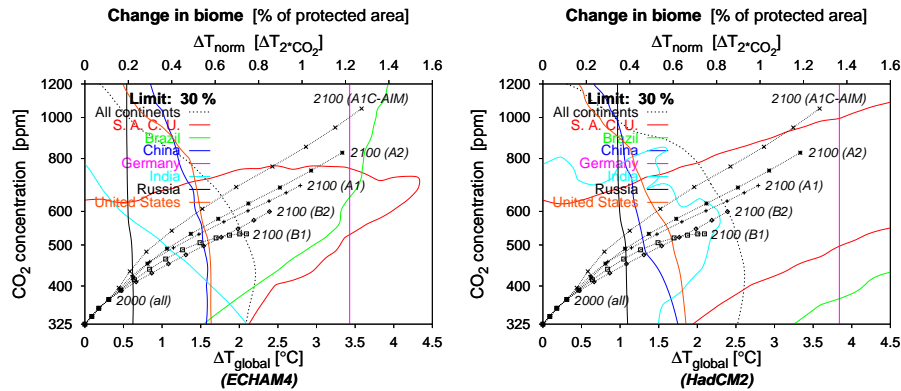 Change in biome [% of protected area]
ΔT_norm [ΔT_2*CO₂]
0 0.2 0.4 0.6 0.8 1 1.2 1.4 1.6
CO₂ concentration [ppm]
1200
1000
800
600
500
400
325
Limit: 30 %
All continents
S. A. C. U.
Brazil
China
Germany
India
Russia
United States
2100 (A1C-AIM)
2100 (A2)
2100 (A1)
2100 (B2)
2100 (B1)
2000 (all)
0 0.5 1 1.5 2 2.5 3 3.5 4 4.5
ΔT_global [°C]
(ECHAM4)
Change in biome [% of protected area]
ΔT_norm [ΔT_2*CO₂]
0 0.2 0.4 0.6 0.8 1 1.2 1.4 1.6
CO₂ concentration [ppm]
1200
1000
800
600
500
400
325
Limit: 30 %
All continents
S. A. C. U.
Brazil
China
Germany
India
Russia
United States
2100 (A1C-AIM)
2100 (A2)
2100 (A1)
2100 (B2)
2100 (B1)
2000 (all)
0 0.5 1 1.5 2 2.5 3 3.5 4 4.5
ΔT_global [°C]
(HadCM2)